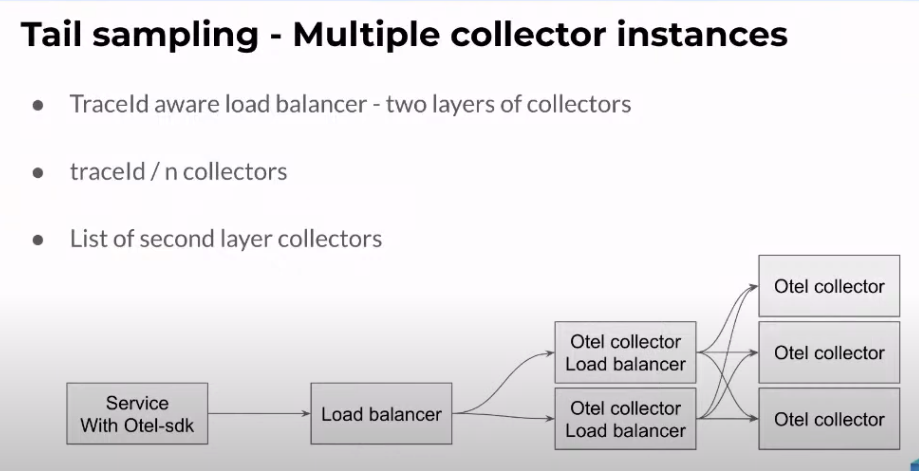 Tail sampling - Multiple collector instances
● TraceId aware load balancer - two layers of collectors
● traceId / n collectors
● List of second layer collectors
Service
With Otel-sdk
Load balancer
Otel collector
Load balancer
Otel collector
Load balancer
Otel collector
Otel collector
Otel collector